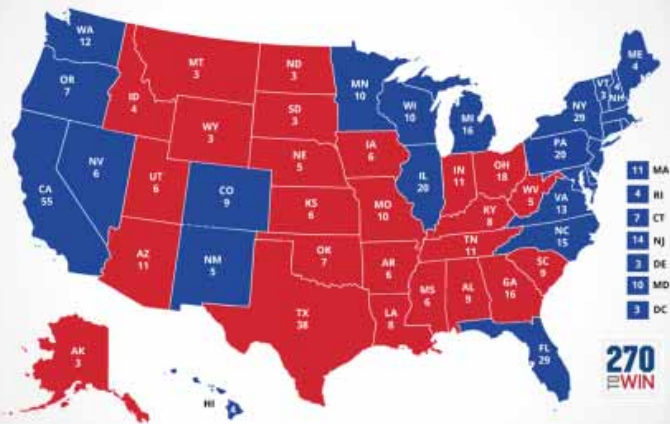 WA
12
OR
7
CA
55
NV
6
ID
4
MT
3
WY
3
UT
6
CO
9
AZ
11
NM
5
ND
3
SD
3
NE
5
KS
6
OK
7
TX
38
MN
10
IA
6
MO
10
AR
6
LA
8
WI
10
IL
20
MI
16
IN
11
OH
18
KY
8
TN
11
MS
6
AL
9
GA
16
FL
29
SC
9
NC
15
VA
13
WV
5
PA
20
NY
29
VT
3
4
NH
ME
4
AK
3
HI
4
11 MA
4 RI
7 CT
14 NJ
3 DE
10 MD
3 DC
270
TO WIN